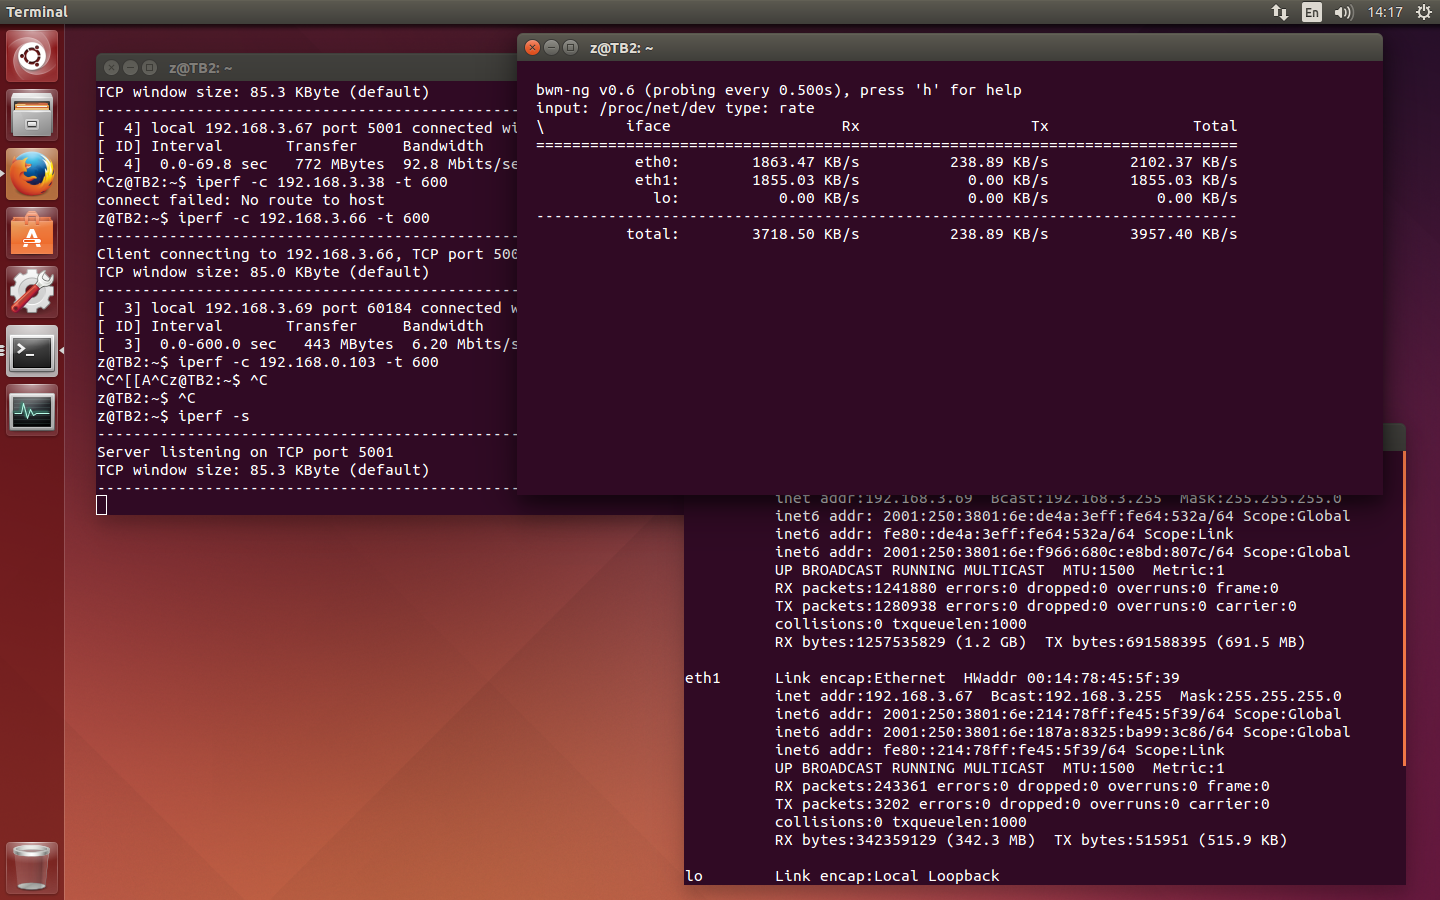 Terminal
En
14:17
z@TB2: ~
TCP window size: 85.3 KByte (default)
------------------------------------------------
[  4] local 192.168.3.67 port 5001 connected wi
[ ID] Interval       Transfer     Bandwidth
[  4]  0.0-69.8 sec   772 MBytes  92.8 Mbits/se
^Cz@TB2:~$ iperf -c 192.168.3.38 -t 600
connect failed: No route to host
z@TB2:~$ iperf -c 192.168.3.66 -t 600
------------------------------------------------
Client connecting to 192.168.3.66, TCP port 500
TCP window size: 85.0 KByte (default)
------------------------------------------------
[  3] local 192.168.3.69 port 60184 connected w
[ ID] Interval       Transfer     Bandwidth
[  3]  0.0-600.0 sec   443 MBytes  6.20 Mbits/s
z@TB2:~$ iperf -c 192.168.0.103 -t 600
^C^[[A^Cz@TB2:~$ ^C
z@TB2:~$ ^C
z@TB2:~$ iperf -s
------------------------------------------------
Server listening on TCP port 5001
TCP window size: 85.3 KByte (default)
------------------------------------------------
z@TB2: ~
bwm-ng v0.6 (probing every 0.500s), press 'h' for help
input: /proc/net/dev type: rate
\         iface                   Rx                   Tx                Total
==============================================================================
           eth0:        1863.47 KB/s          238.89 KB/s         2102.37 KB/s
           eth1:        1855.03 KB/s            0.00 KB/s         1855.03 KB/s
             lo:           0.00 KB/s            0.00 KB/s            0.00 KB/s
------------------------------------------------------------------------------
          total:        3718.50 KB/s          238.89 KB/s         3957.40 KB/s
inet addr:192.168.3.69  Bcast:192.168.3.255  Mask:255.255.255.0
inet6 addr: 2001:250:3801:6e:de4a:3eff:fe64:532a/64 Scope:Global
inet6 addr: fe80::de4a:3eff:fe64:532a/64 Scope:Link
inet6 addr: 2001:250:3801:6e:f966:680c:e8bd:807c/64 Scope:Global
UP BROADCAST RUNNING MULTICAST  MTU:1500  Metric:1
RX packets:1241880 errors:0 dropped:0 overruns:0 frame:0
TX packets:1280938 errors:0 dropped:0 overruns:0 carrier:0
collisions:0 txqueuelen:1000
RX bytes:1257535829 (1.2 GB)  TX bytes:691588395 (691.5 MB)
eth1      Link encap:Ethernet  HWaddr 00:14:78:45:5f:39
inet addr:192.168.3.67  Bcast:192.168.3.255  Mask:255.255.255.0
inet6 addr: 2001:250:3801:6e:214:78ff:fe45:5f39/64 Scope:Global
inet6 addr: 2001:250:3801:6e:187a:8325:ba99:3c86/64 Scope:Global
inet6 addr: fe80::214:78ff:fe45:5f39/64 Scope:Link
UP BROADCAST RUNNING MULTICAST  MTU:1500  Metric:1
RX packets:243361 errors:0 dropped:0 overruns:0 frame:0
TX packets:3202 errors:0 dropped:0 overruns:0 carrier:0
collisions:0 txqueuelen:1000
RX bytes:342359129 (342.3 MB)  TX bytes:515951 (515.9 KB)
lo        Link encap:Local Loopback